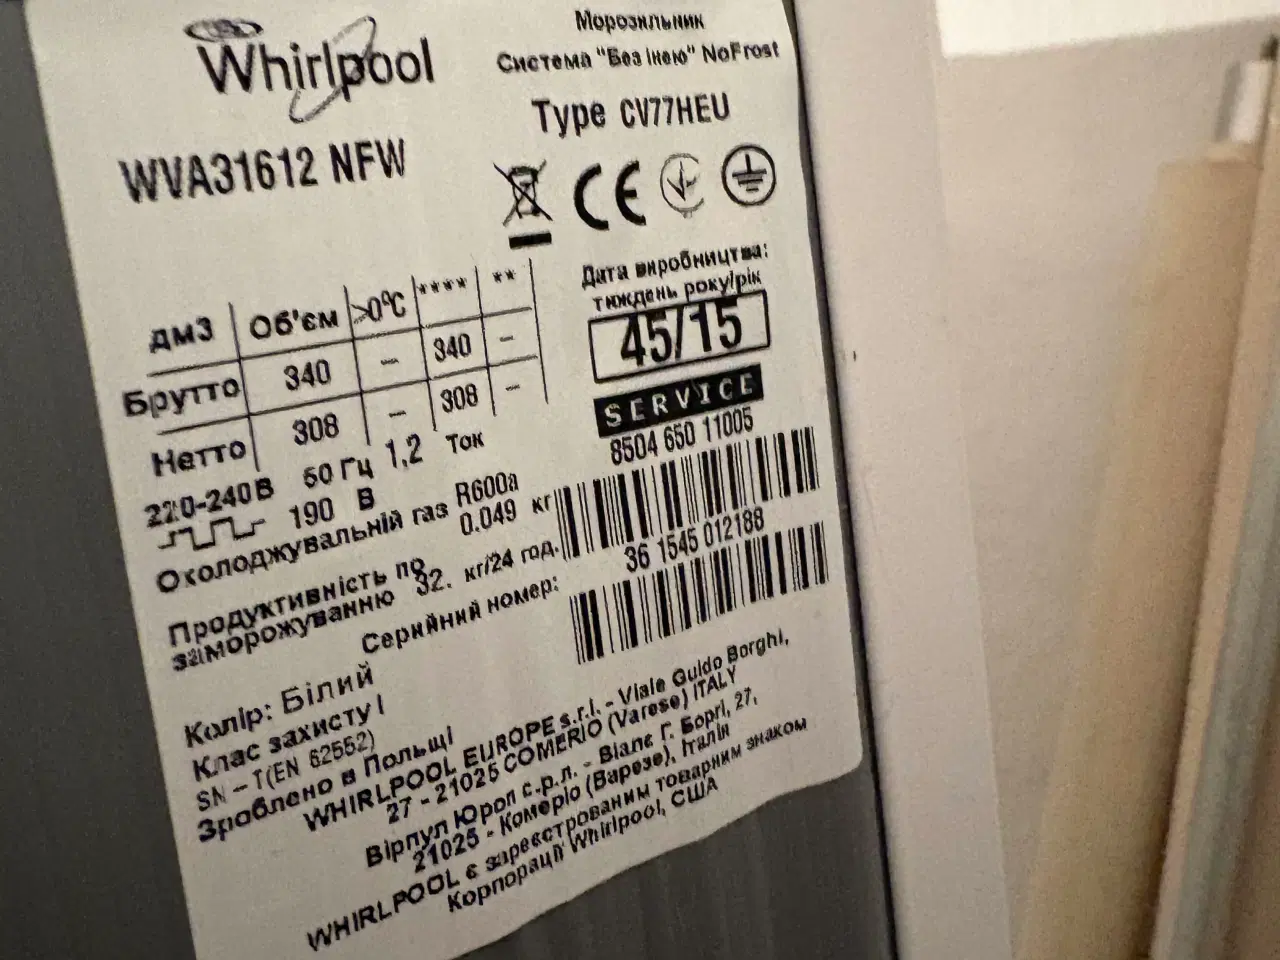 Whirlpool
Морозильник
Система "Без інею" NoFrost
WVA31612 NFW
Type CV77HEU
CE
дм3 Об'єм >0°C **** **
Брутто 340 – 340 –
Нетто 308 – 308 –
220-240В 50 Гц 1,2 Ток
190 В
Охолоджувальній газ R600a
0.049 кг
Продуктивність по
заморожуванню 32. кг/24 год.
Серийний номер:
Дата виробництва:
тиждень року/рік
45/15
SERVICE
8504 650 11005
36 1545 012188
Колір: Білий
Клас захисту I
SN – T(EN 62552)
Зроблено в Польщі
WHIRLPOOL EUROPE s.r.l. - Viale Guido Borghi,
27 - 21025 COMERIO (Varese) ITALY
Вірпул Юроп с.р.л. - Віале Г. Боргі, 27,
21025 - Комеріо (Варезе), Італія
WHIRLPOOL є зареєстрованим товарним знаком
Корпорації Whirlpool, США